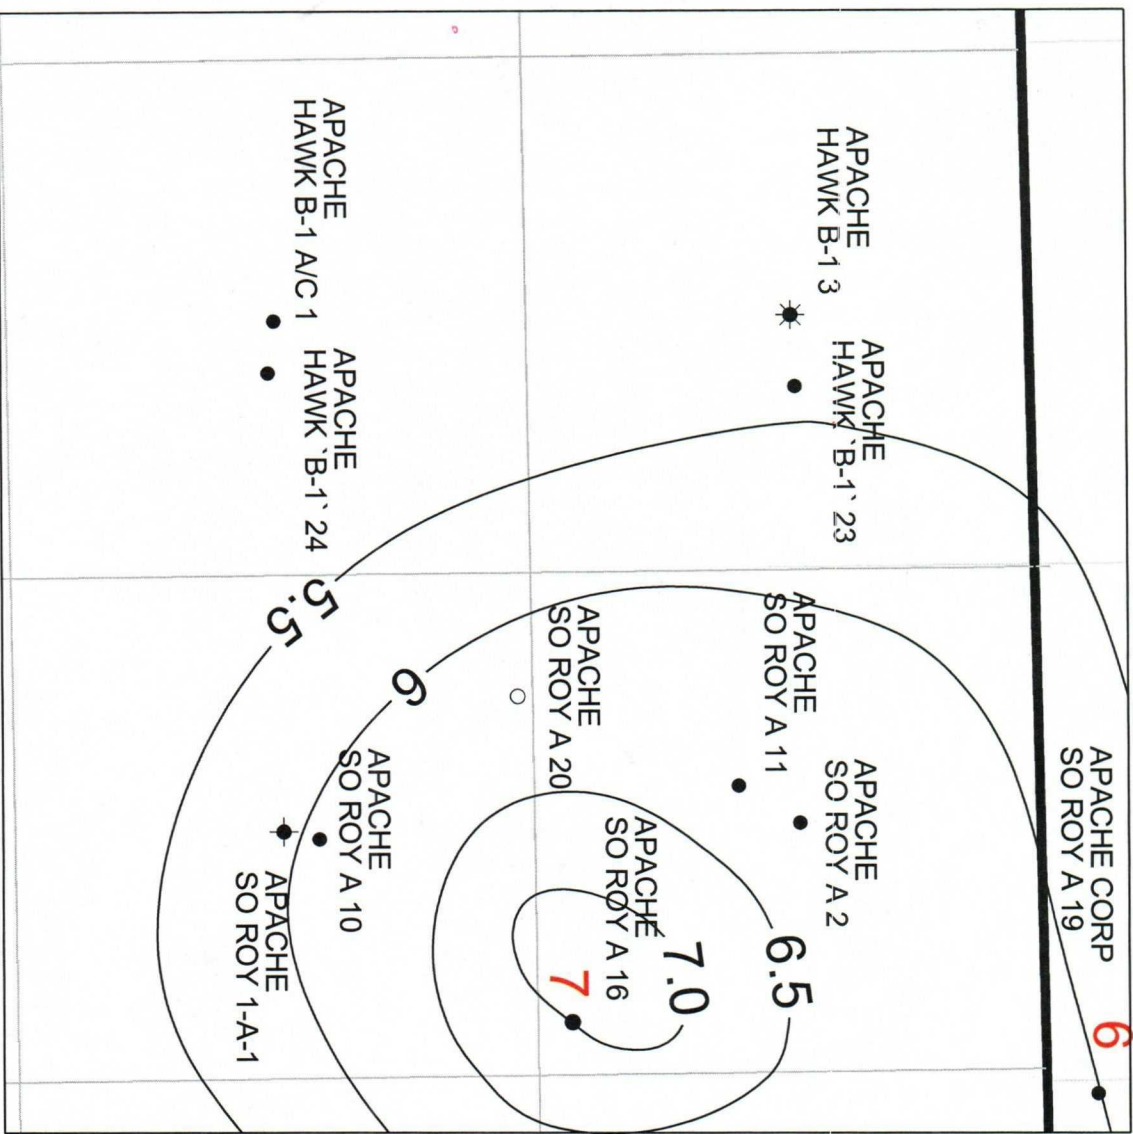 APACHE CORP
SO ROY A 19
6
APACHE
HAWK B-1 3
APACHE
HAWK `B-1` 23
APACHE
SO ROY A 11
APACHE
SO ROY A 2
6.5
7.0
APACHE
SO ROY A 16
7
APACHE
SO ROY A 20
APACHE
HAWK B-1 A/C 1
APACHE
HAWK `B-1` 24
5.5
6
APACHE
SO ROY A 10
APACHE
SO ROY 1-A-1